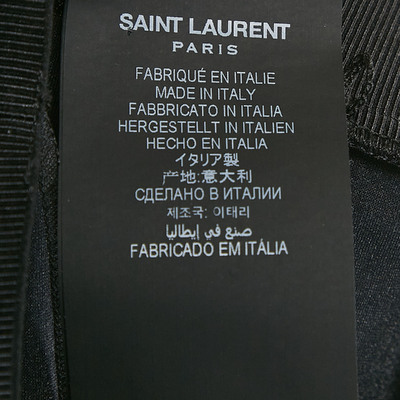 SAINT LAURENT
PARIS
FABRIQUÉ EN ITALIE
MADE IN ITALY
FABBRICATO IN ITALIA
HERGESTELLT IN ITALIEN
HECHO EN ITALIA
イタリア製
产地:意大利
СДЕЛАНО В ИТАЛИИ
제조국: 이태리
صنع في إيطاليا
FABRICADO EM ITÁLIA